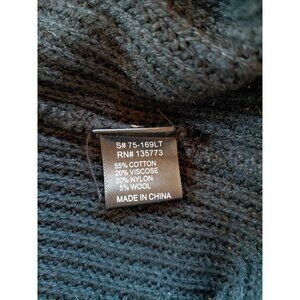 S# 75-169LT
RN# 135773
55% COTTON
20% VISCOSE
20% NYLON
5% WOOL
MADE IN CHINA